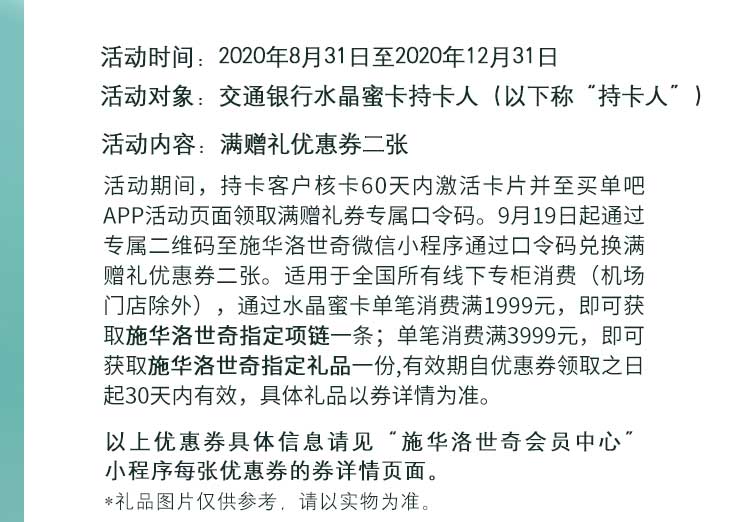 活动时间：2020年8月31日至2020年12月31日
活动对象：交通银行水晶蜜卡持卡人（以下称“持卡人”）
活动内容：满赠礼优惠券二张
活动期间，持卡客户核卡60天内激活卡片并至买单吧
APP活动页面领取满赠礼券专属口令码。9月19日起通过
专属二维码至施华洛世奇微信小程序通过口令码兑换满
赠礼优惠券二张。适用于全国所有线下专柜消费（机场
门店除外），通过水晶蜜卡单笔消费满1999元，即可获
取施华洛世奇指定项链一条；单笔消费满3999元，即可
获取施华洛世奇指定礼品一份,有效期自优惠券领取之日
起30天内有效，具体礼品以券详情为准。
以上优惠券具体信息请见“施华洛世奇会员中心”
小程序每张优惠券的券详情页面。
*礼品图片仅供参考，请以实物为准。